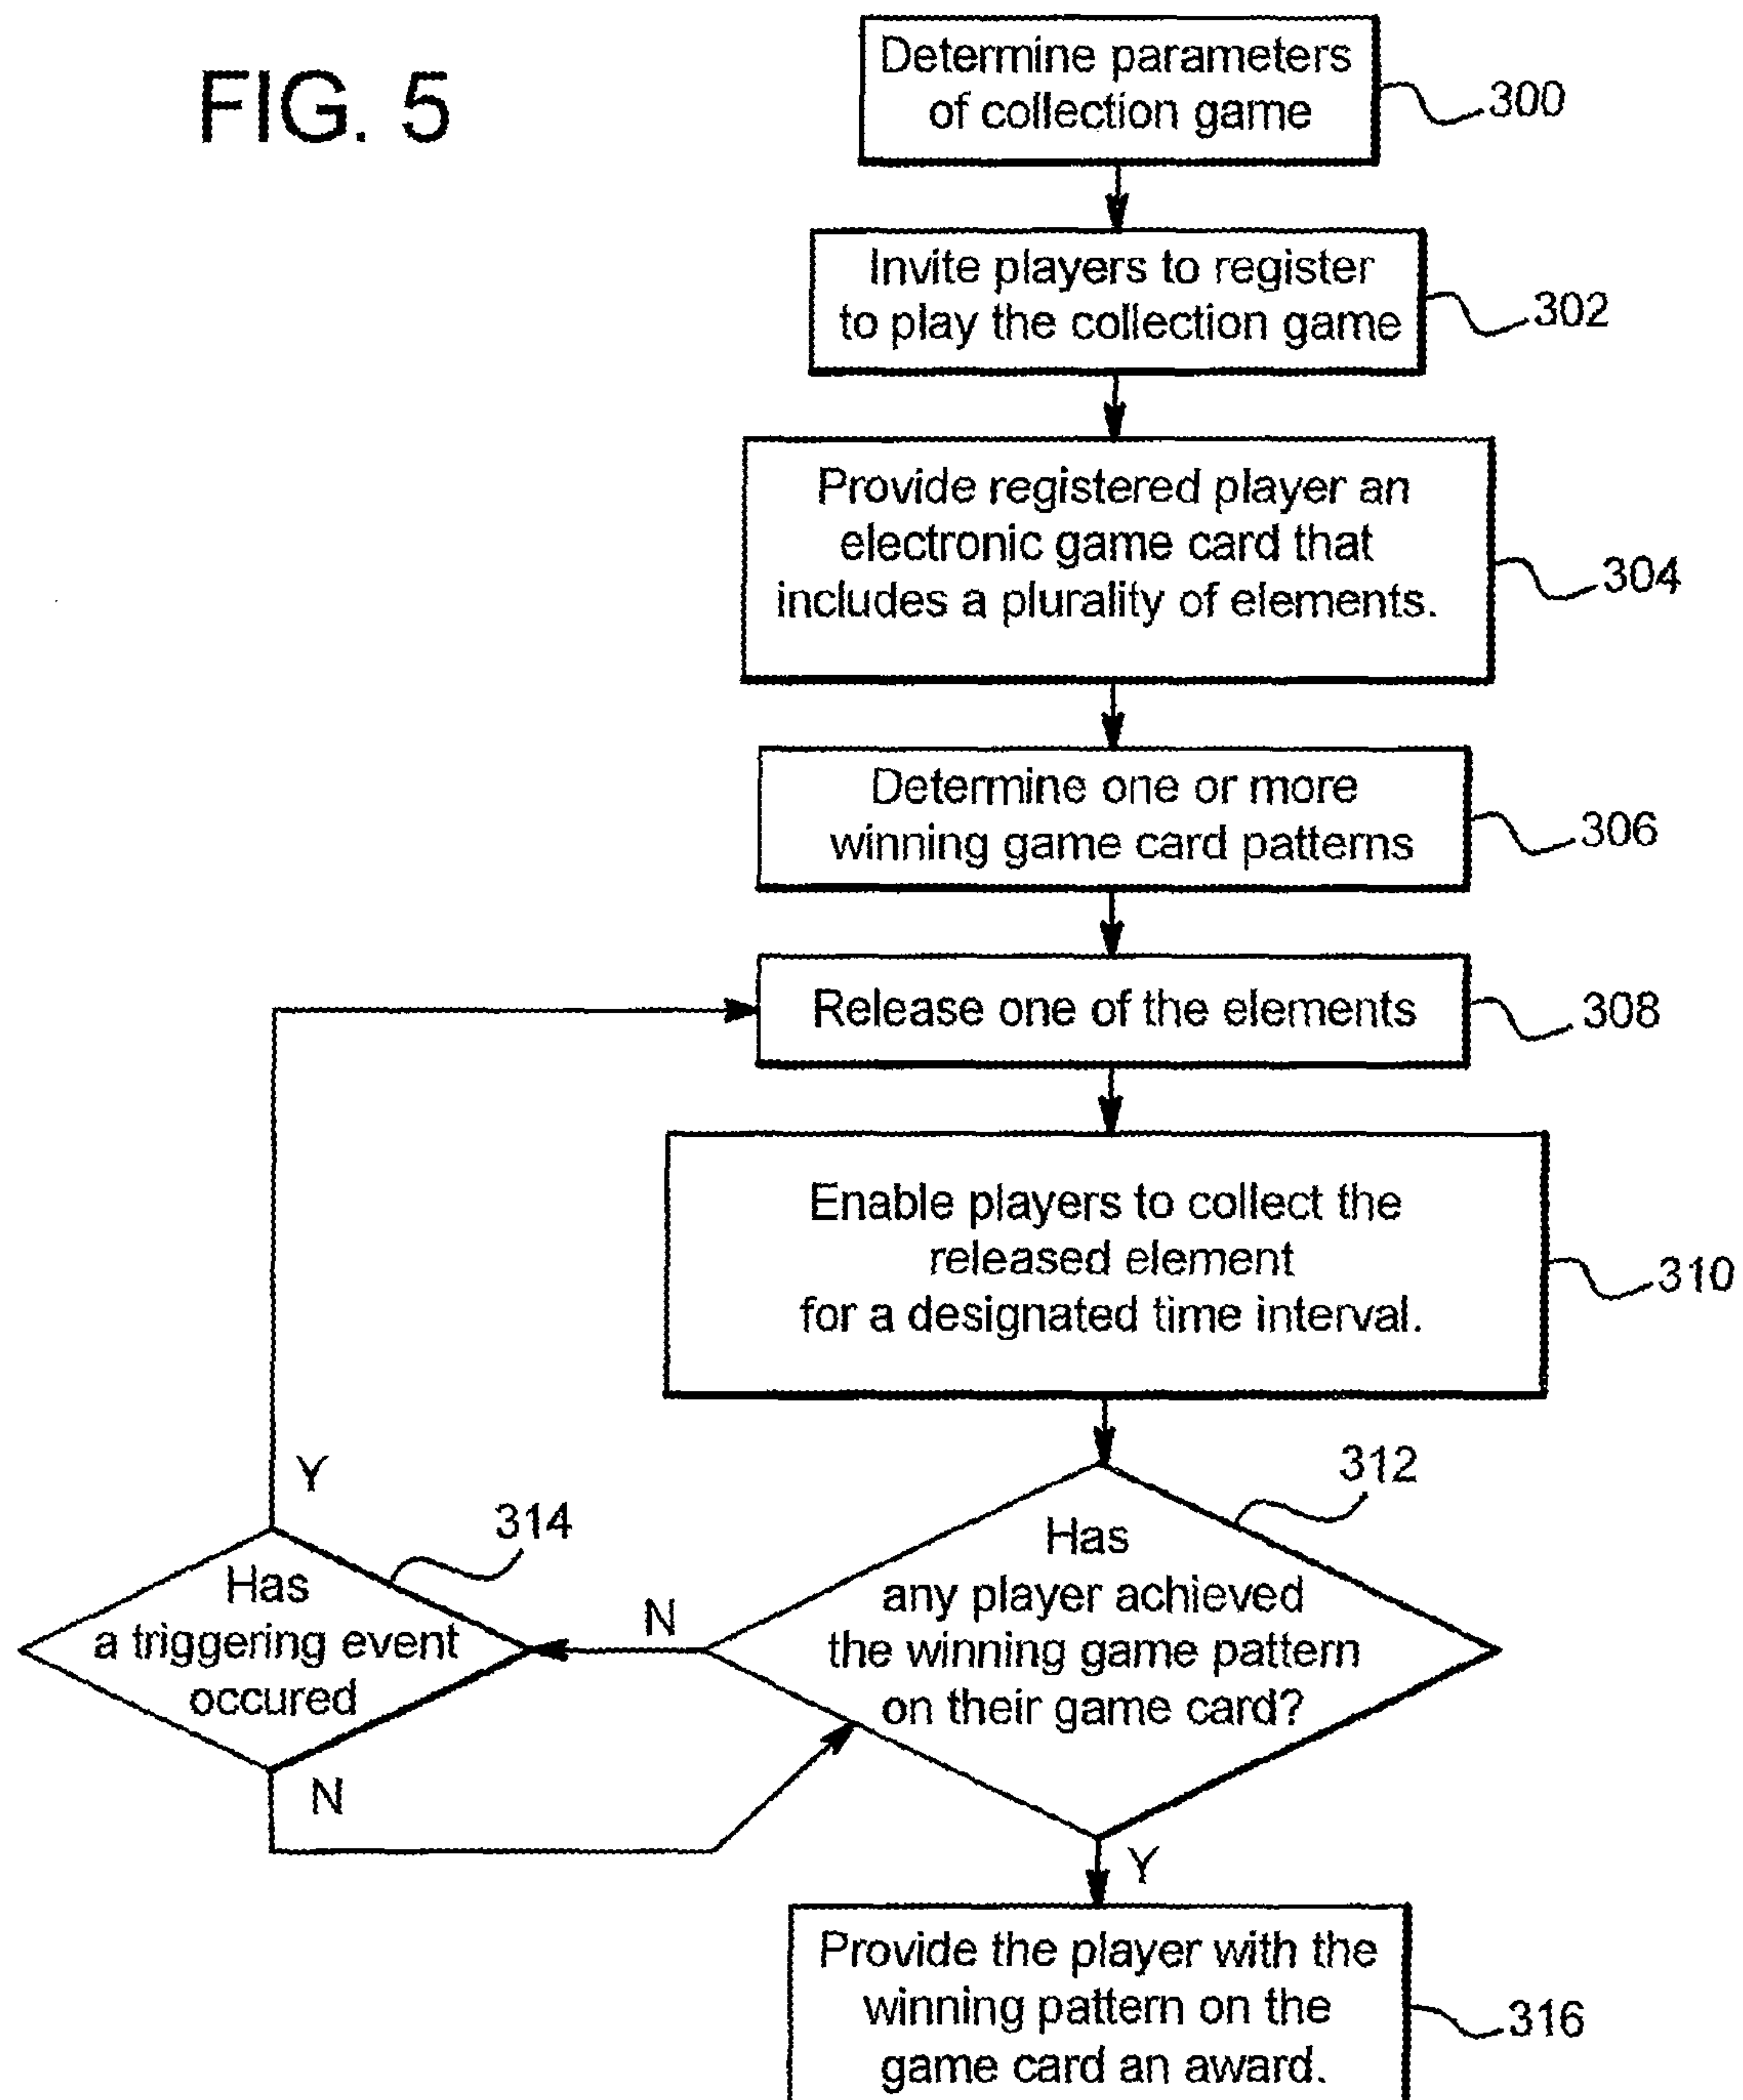 FIG. 5
Determine parameters
of collection game
300
Invite players to register
to play the collection game
302
Provide registered player an
electronic game card that
includes a plurality of elements.
304
Determine one or more
winning game card patterns
306
Release one of the elements
308
Enable players to collect the
released element
for a designated time interval.
310
Has
any player achieved
the winning game pattern
on their game card?
312
N
Y
Has
a triggering event
occured
314
Y
N
Provide the player with the
winning pattern on the
game card an award.
316